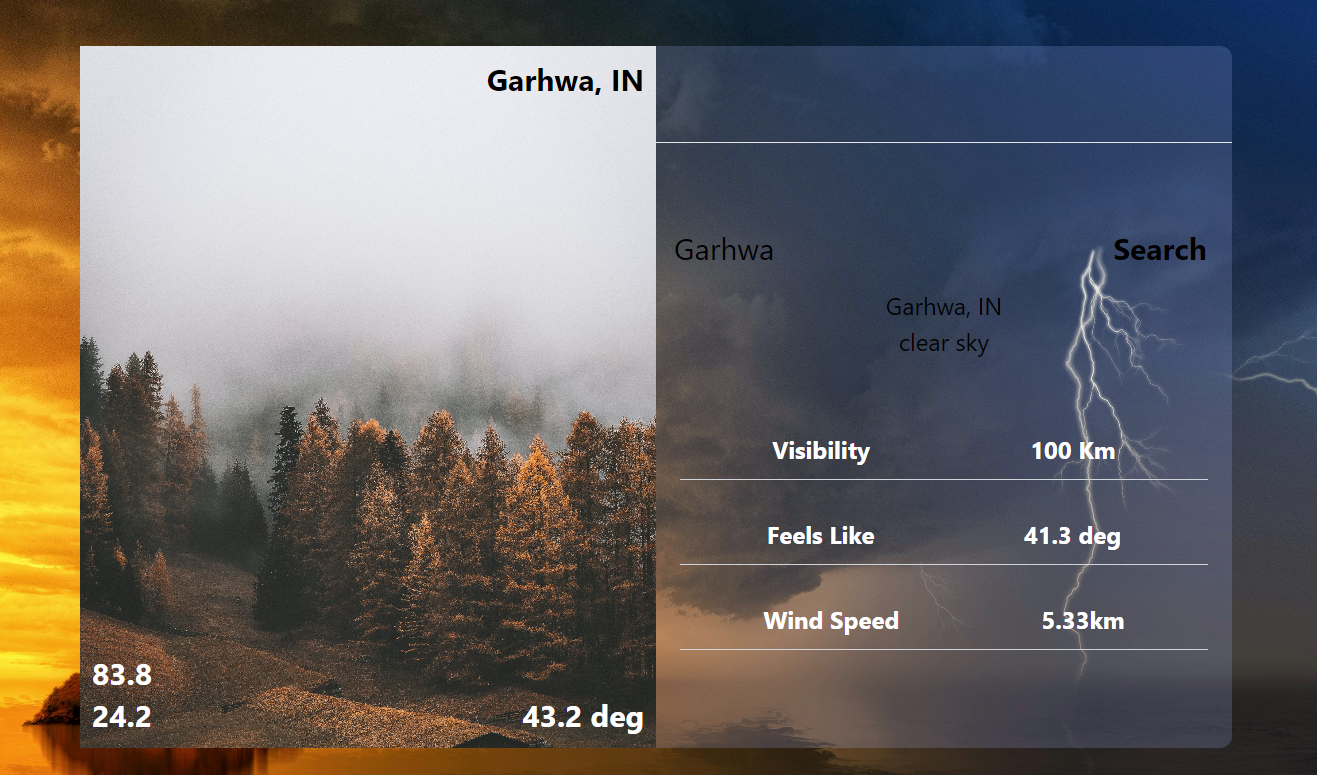 Garhwa, IN
83.8
24.2
43.2 deg
Garhwa
Search
Garhwa, IN
clear sky
Visibility 100 Km
Feels Like 41.3 deg
Wind Speed 5.33km